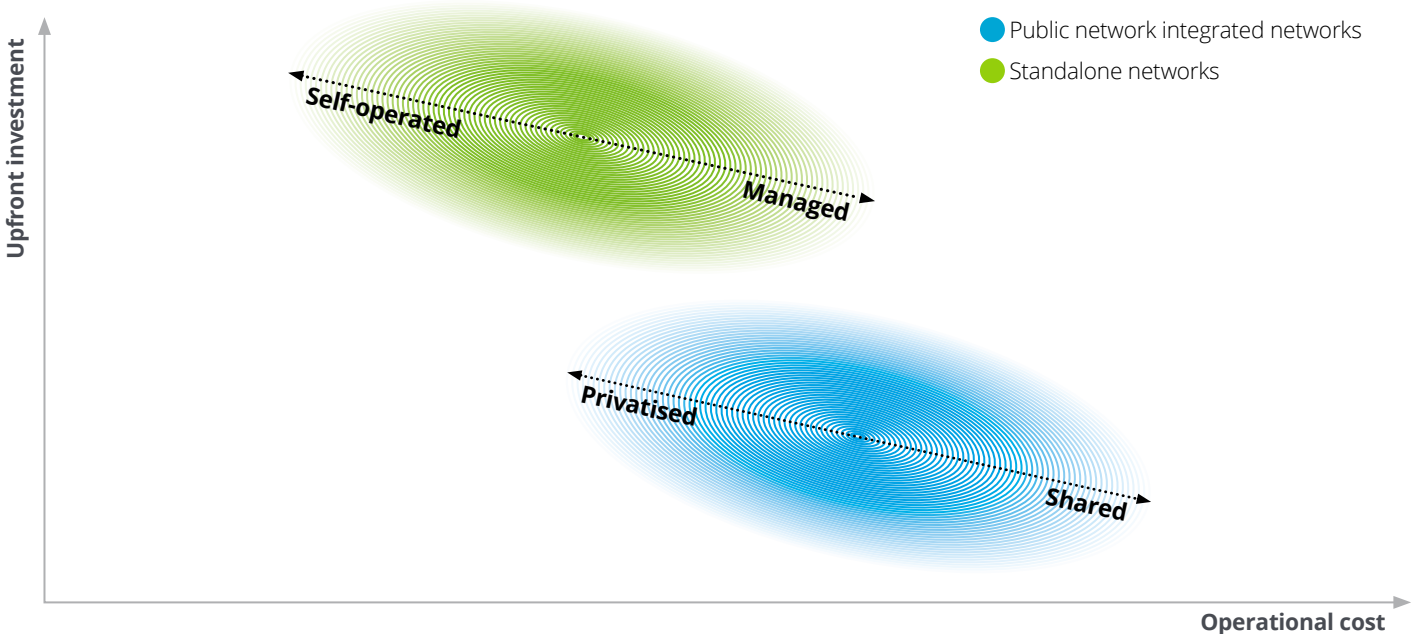 Upfront investment
Public network integrated networks
Standalone networks
Self-operated
Managed
Privatised
Shared
Operational cost